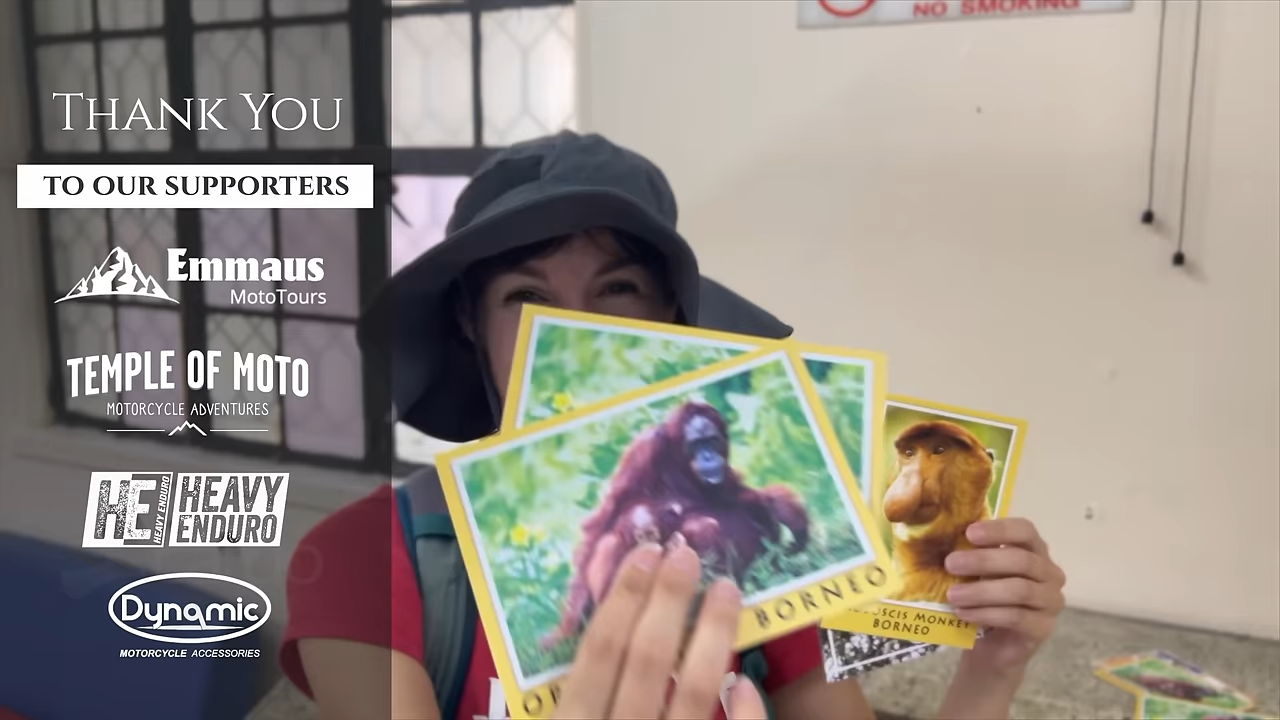 NO SMOKING
THANK YOU
TO OUR SUPPORTERS
Emmaus
MotoTours
TEMPLE OF MOTO
MOTORCYCLE ADVENTURES
HE HEAVY ENDURO
HEAVY
ENDURO
Dynamic
MOTORCYCLE ACCESSORIES
BORNEO
MONKEY
BORNEO